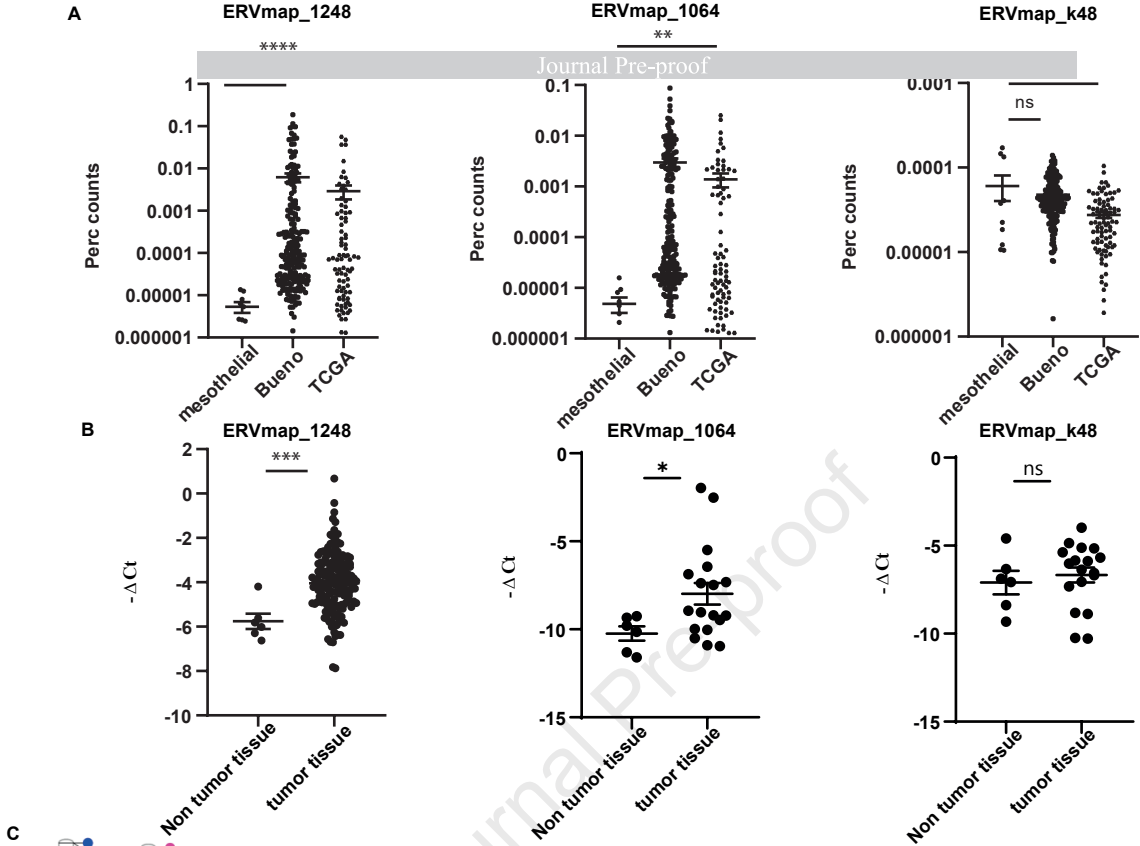 A
ERVmap_1248
ERVmap_1064
ERVmap_k48
****
**
Journal Pre-proof
ns
Perc counts
1
0.1
0.01
0.001
0.0001
0.00001
0.000001
mesothelial
Bueno
TCGA
Perc counts
0.1
0.01
0.001
0.0001
0.00001
0.000001
mesothelial
Bueno
TCGA
Perc counts
0.001
0.0001
0.00001
0.000001
mesothelial
Bueno
TCGA
B
ERVmap_1248
***
-ΔCt
2
0
-2
-4
-6
-8
-10
Non tumor tissue
tumor tissue
ERVmap_1064
*
-ΔCt
0
-5
-10
-15
Non tumor tissue
tumor tissue
ERVmap_k48
ns
-ΔCt
0
-5
-10
-15
Non tumor tissue
tumor tissue
urnal Pre-proof
C